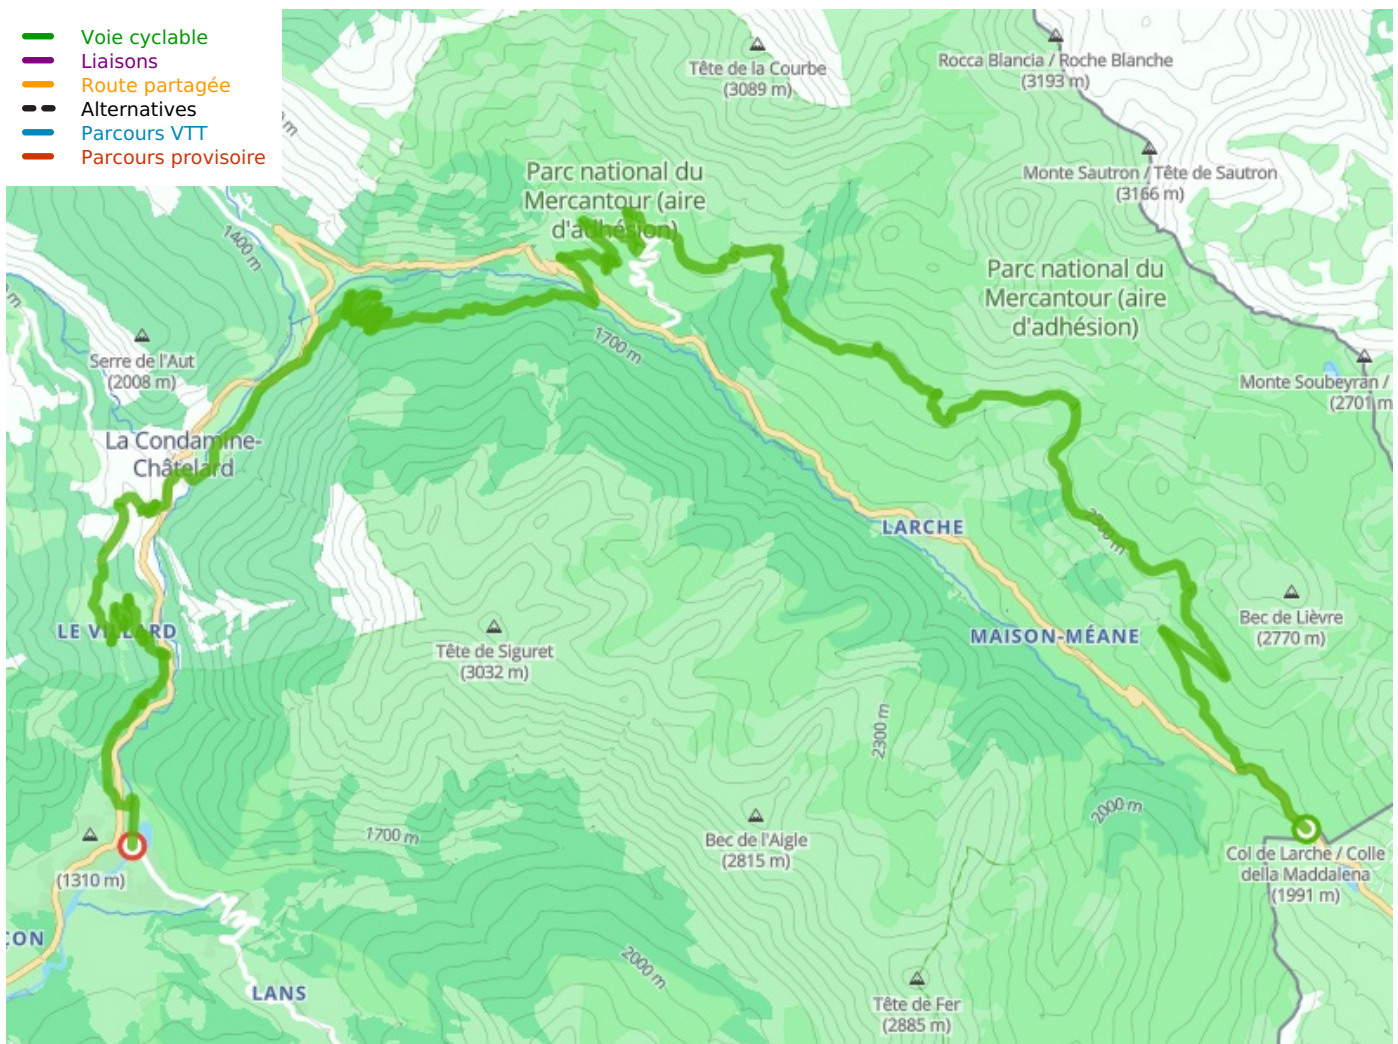 Voie cyclable
Liaisons
Route partagée
Alternatives
Parcours VTT
Parcours provisoire
Tête de la Courbe
(3089 m)
Rocca Blancia / Roche Blanche
(3193 m)
Monte Sautron / Tête de Sautron
(3166 m)
Parc national du
Mercantour (aire
d'adhésion)
Parc national du
Mercantour (aire
d'adhésion)
1400 m
1700 m
Serre de l'Aut
(2008 m)
Monte Soubeyran /
(2701 m
La Condamine-
Châtelard
LARCHE
2300 m
LE VILLARD
MAISON-MÉANE
Bec de Lièvre
(2770 m)
Tête de Siguret
(3032 m)
2300 m
2000 m
1700 m
Bec de l'Aigle
(2815 m)
(1310 m)
Col de Larche / Colle
della Maddalena
(1991 m)
ÇON
2000 m
LANS
Tête de Fer
(2885 m)